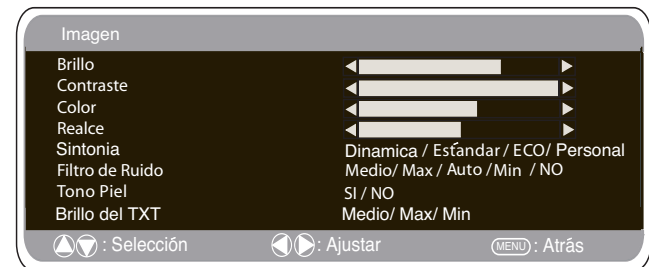 Imagen
Brillo
Contraste
Color
Realce
Sintonia Dinamica / Estándar / ECO/ Personal
Filtro de Ruido Medio/ Max / Auto /Min / NO
Tono Piel SI / NO
Brillo del TXT Medio/ Max/ Min
: Selección : Ajustar MENU : Atrás